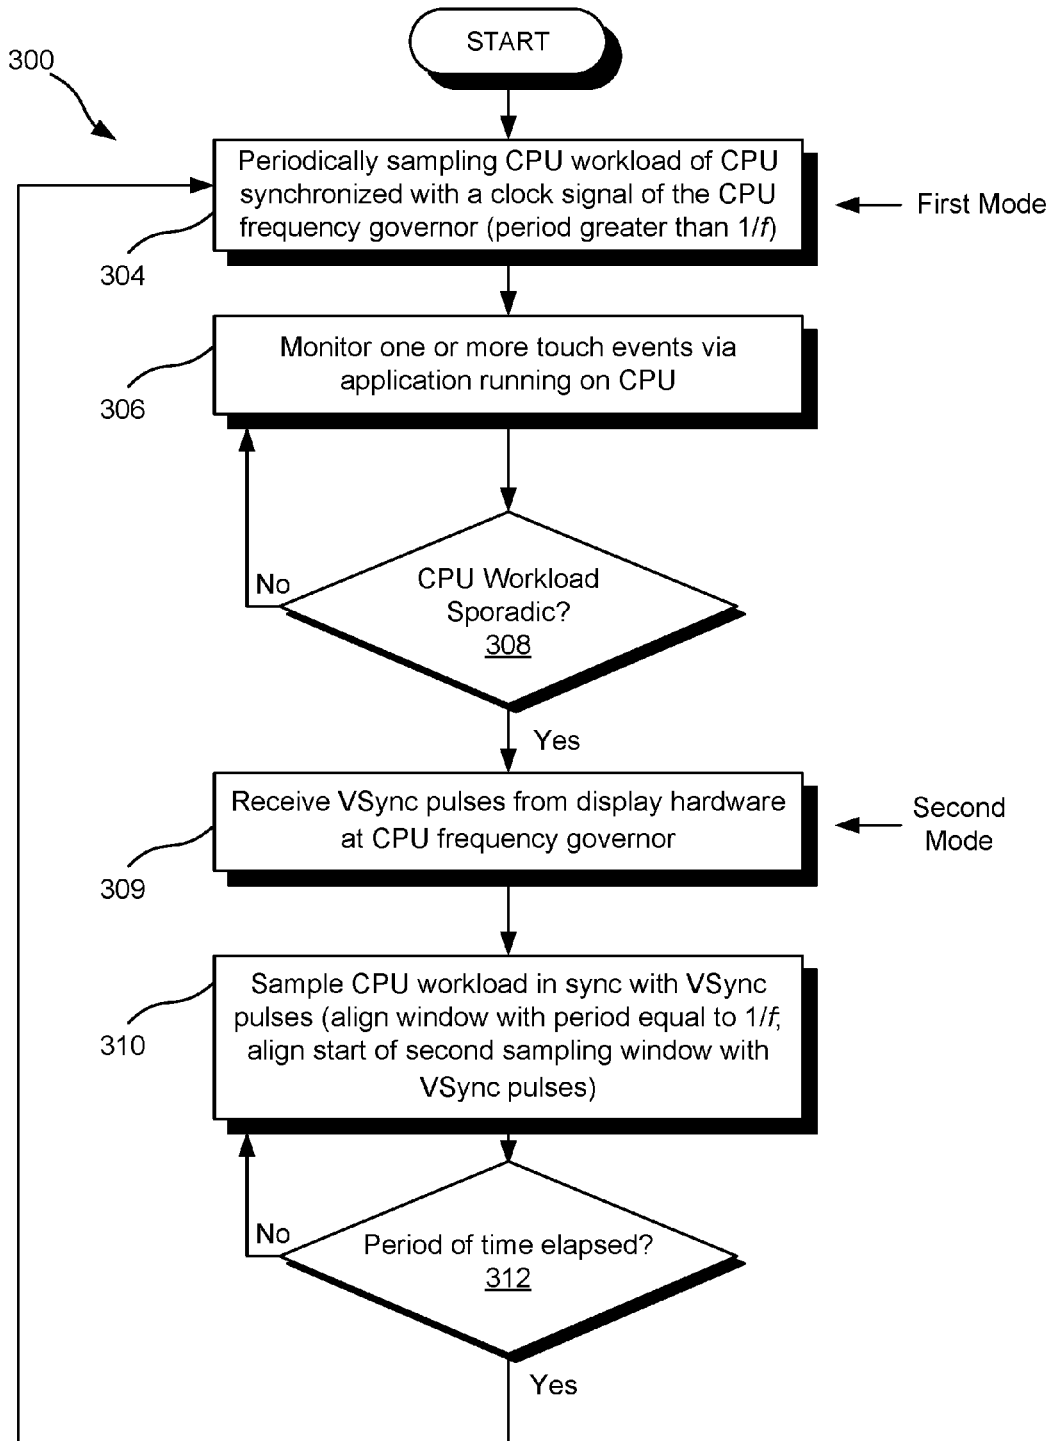 START
300
Periodically sampling CPU workload of CPU
synchronized with a clock signal of the CPU
frequency governor (period greater than 1/f)
First Mode
304
Monitor one or more touch events via
application running on CPU
306
CPU Workload
Sporadic?
308
No
Yes
Receive VSync pulses from display hardware
at CPU frequency governor
Second
Mode
309
Sample CPU workload in sync with VSync
pulses (align window with period equal to 1/f;
align start of second sampling window with
VSync pulses)
310
No
Period of time elapsed?
312
Yes